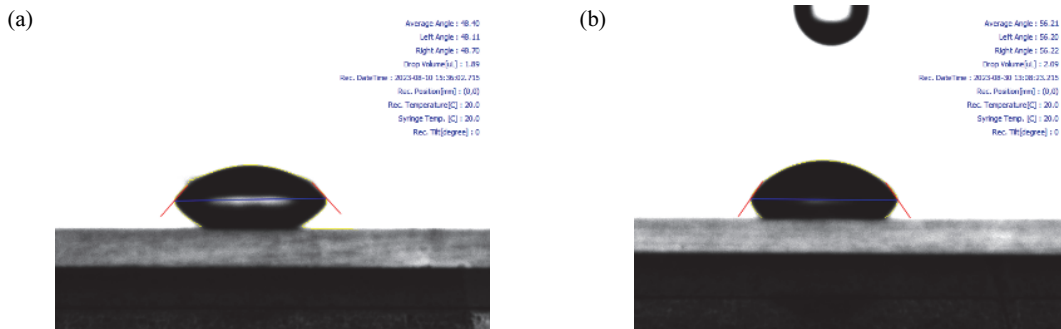 (a)
Average Angle : 48.40
Left Angle : 48.11
Right Angle : 48.70
Drop Volume[uL] : 1.89
Rec. DateTime : 2023-08-10 15:36:02.715
Rec. Position[mm] : (0,0)
Rec. Temperature[C] : 20.0
Syringe Temp. [C] : 20.0
Rec. Tilt[degree] : 0
(b)
Average Angle : 56.21
Left Angle : 56.20
Right Angle : 56.22
Drop Volume[uL] : 2.09
Rec. DateTime : 2023-08-30 13:08:23.215
Rec. Position[mm] : (0,0)
Rec. Temperature[C] : 20.0
Syringe Temp. [C] : 20.0
Rec. Tilt[degree] : 0